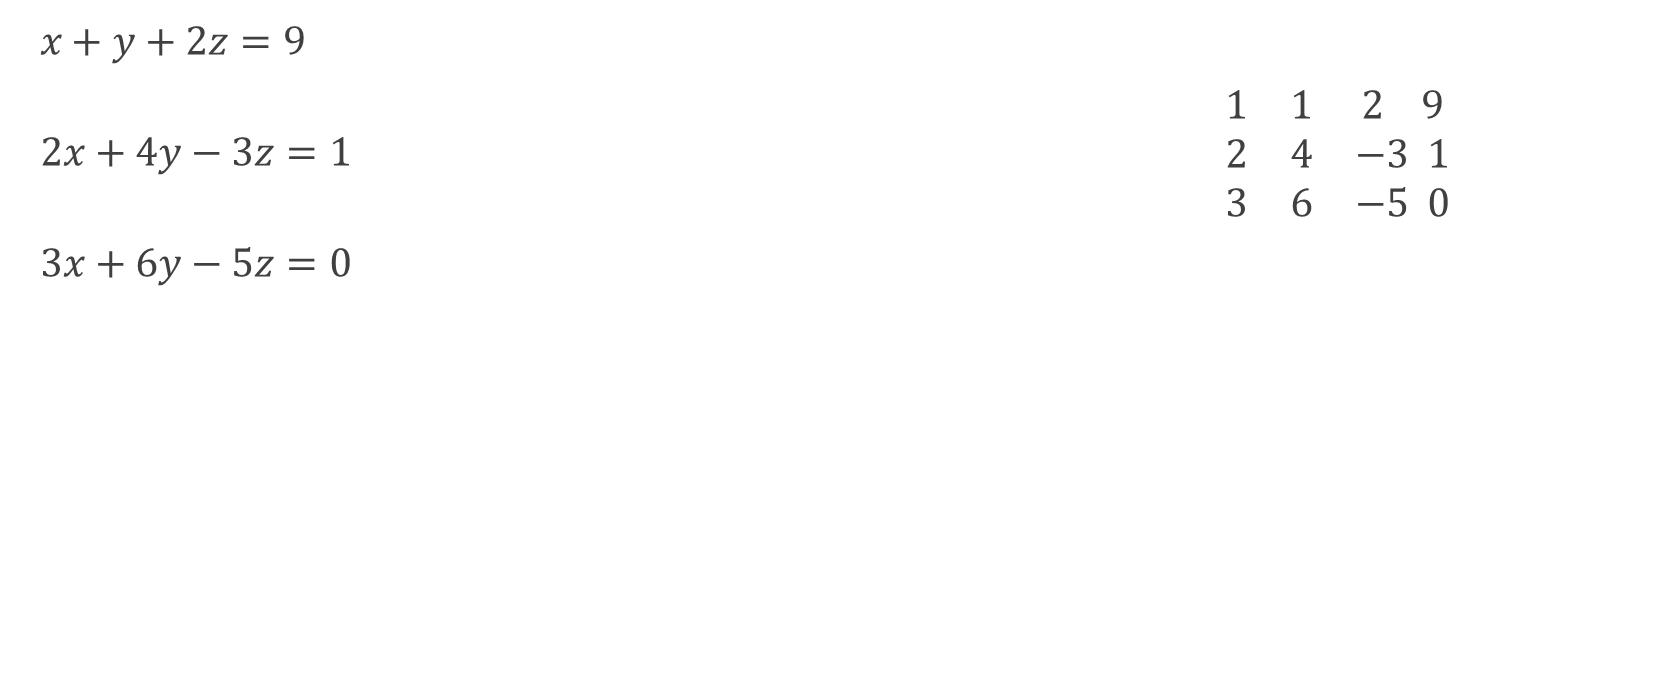 x + y + 2z = 9
2x + 4y − 3z = 1
3x + 6y − 5z = 0
1 1 2 9
2 4 −3 1
3 6 −5 0